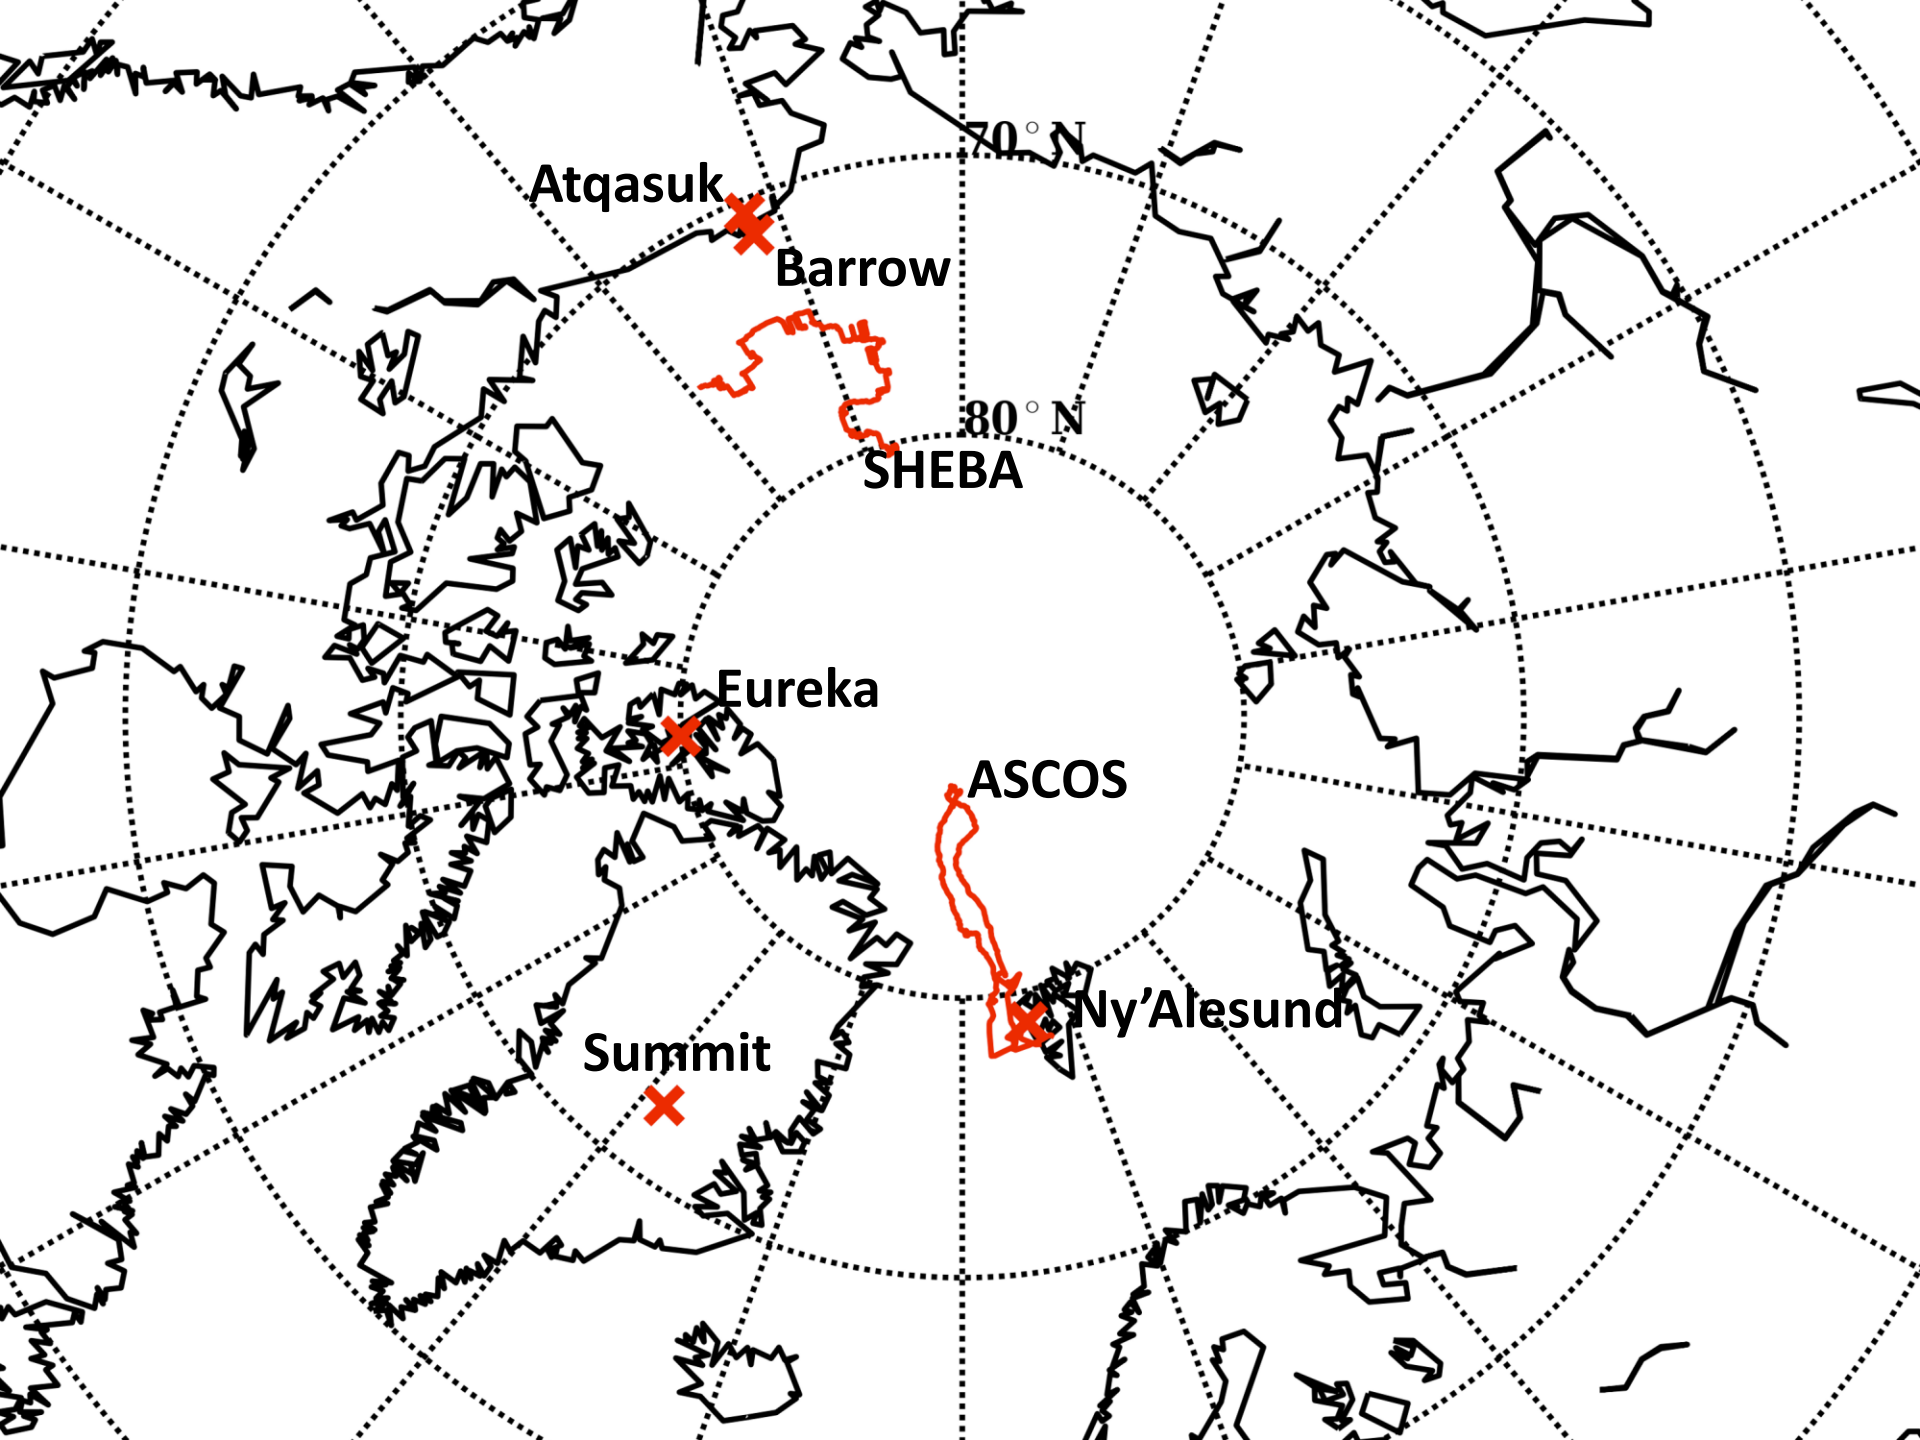 70°N
Atqasuk
Barrow
80°N
SHEBA
Eureka
ASCOS
Ny’Alesund
Summit